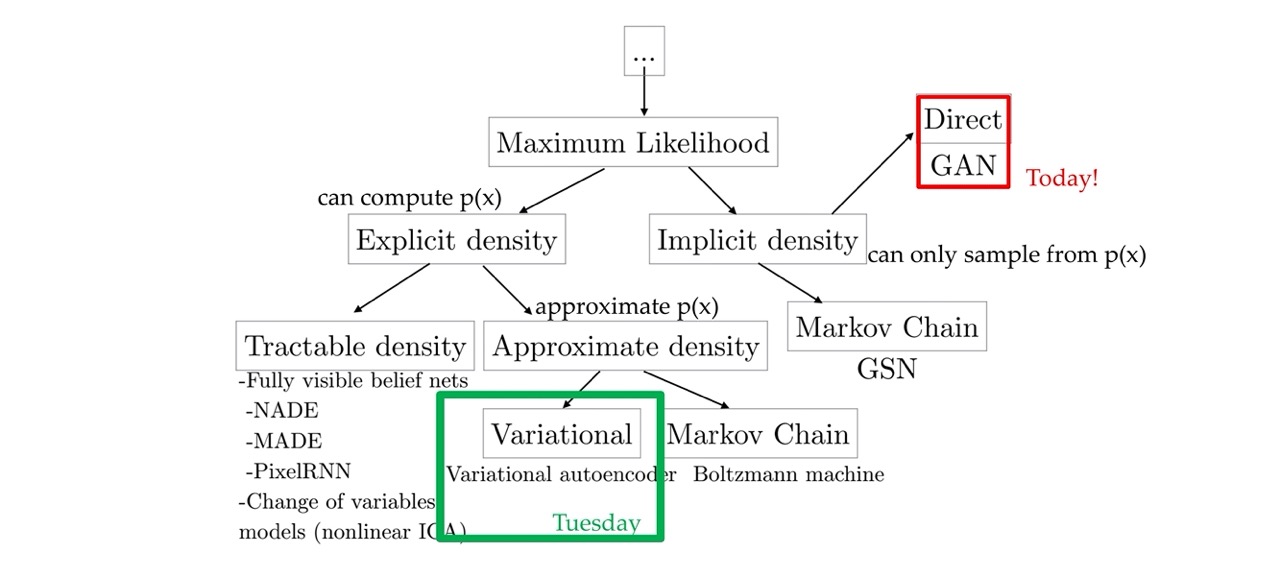 ...
Maximum Likelihood
Direct
GAN
Today!
can compute p(x)
Explicit density
Implicit density
can only sample from p(x)
approximate p(x)
Tractable density
Approximate density
Markov Chain
GSN
-Fully visible belief nets
-NADE
-MADE
-PixelRNN
-Change of variables
models (nonlinear ICA)
Variational
Markov Chain
Variational autoencoder
Boltzmann machine
Tuesday